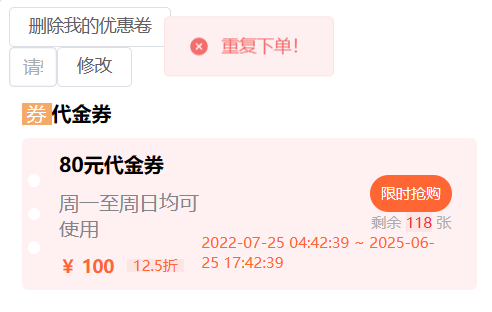 删除我的优惠卷
重复下单！
请!
修改
券 代金券
80元代金券
周一至周日均可
使用
限时抢购
剩余 118 张
¥ 100 12.5折
2022-07-25 04:42:39 ~ 2025-06-
25 17:42:39